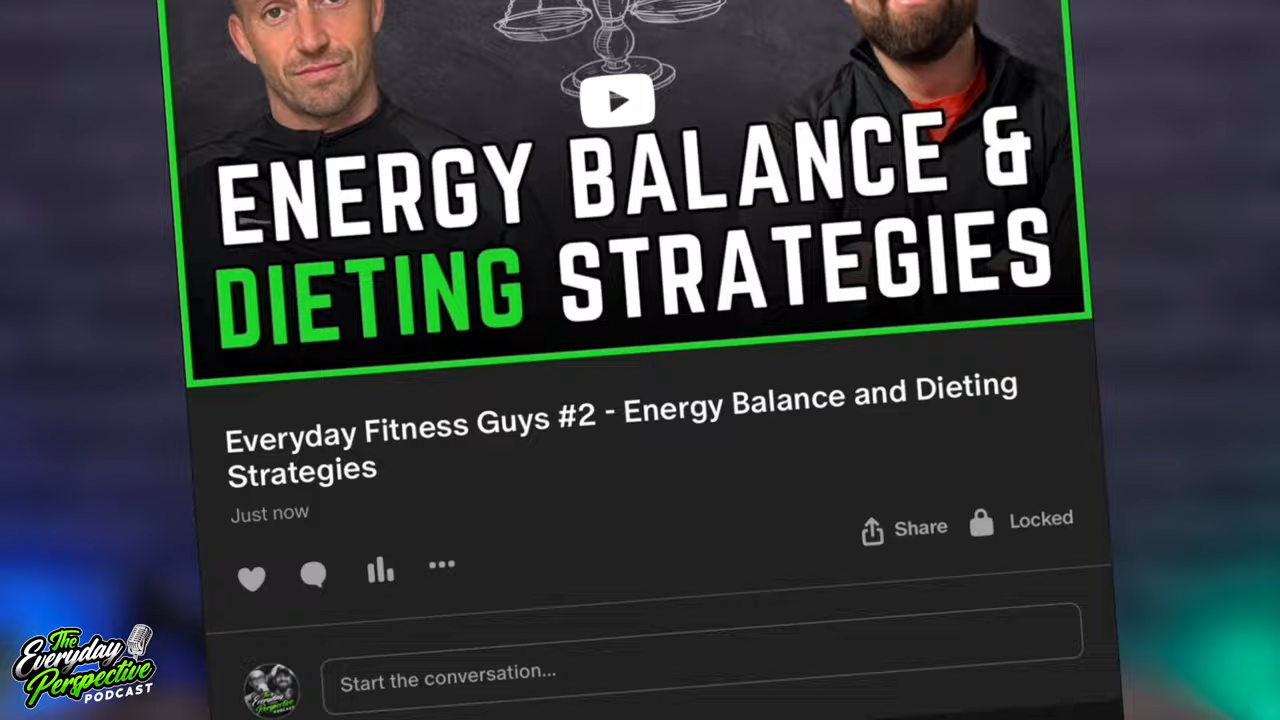 ENERGY BALANCE &
DIETING STRATEGIES
Everyday Fitness Guys #2 - Energy Balance and Dieting
Strategies
Just now
Share
Locked
Start the conversation...
The
Everyday
Perspective
PODCAST